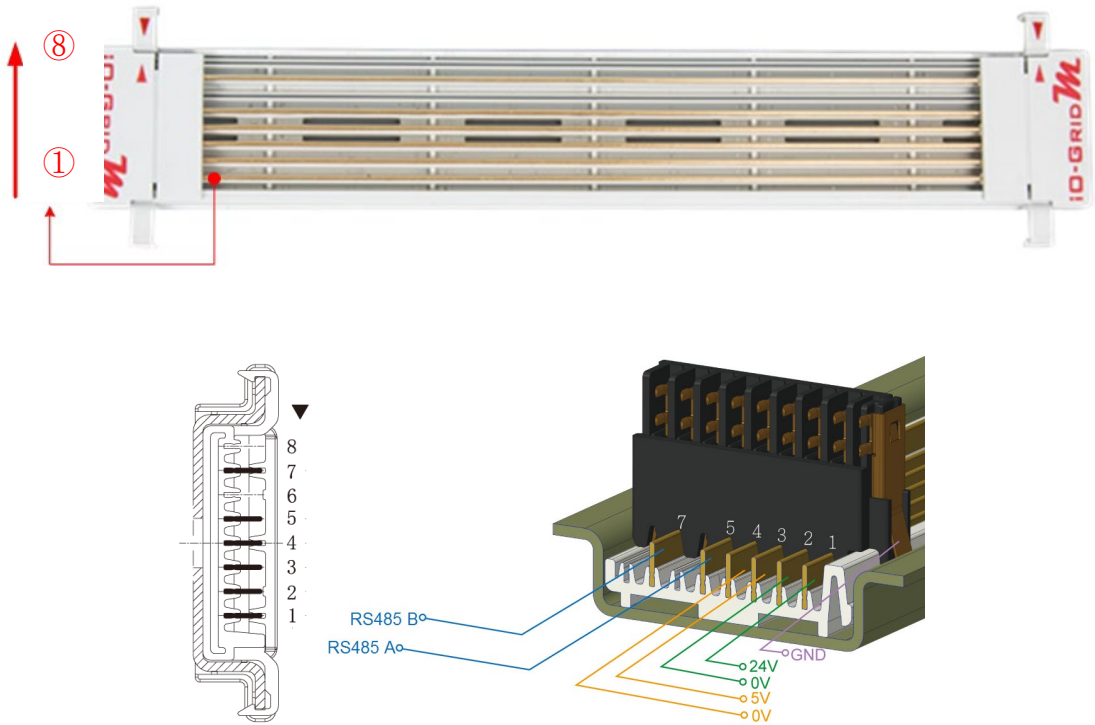 ⑧
①
iO-GRID M
iO-GRID M
▼
8
7
6
5
4
3
2
1
7 5 4 3 2 1
RS485 B
RS485 A
GND
24V
0V
5V
0V